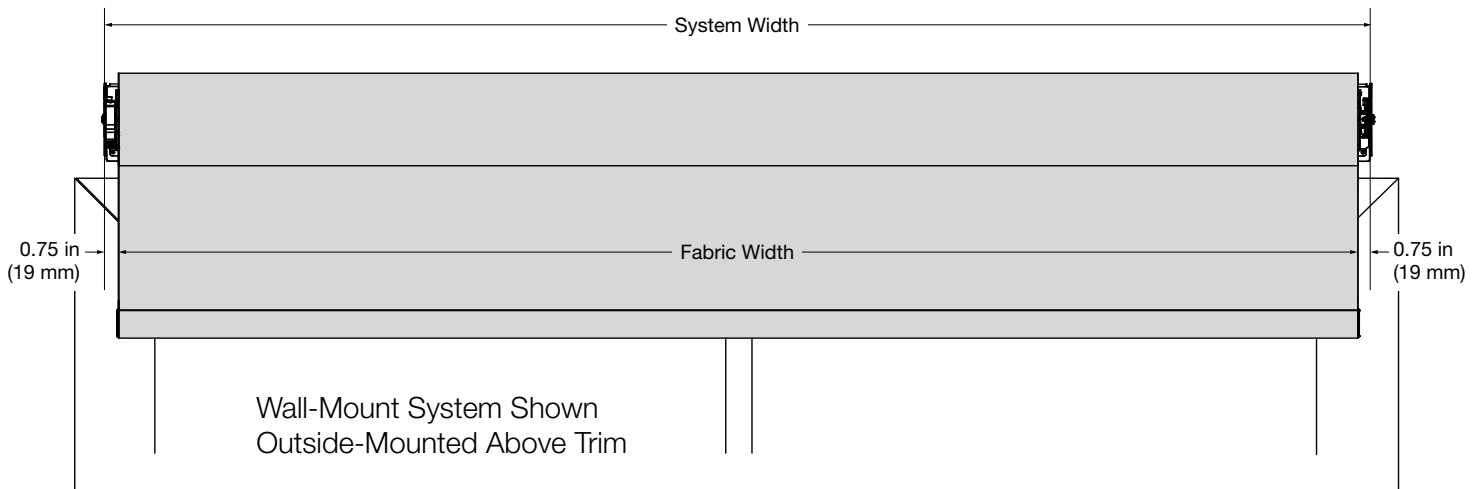 System Width
0.75 in
(19 mm)
Fabric Width
0.75 in
(19 mm)
Wall-Mount System Shown
Outside-Mounted Above Trim